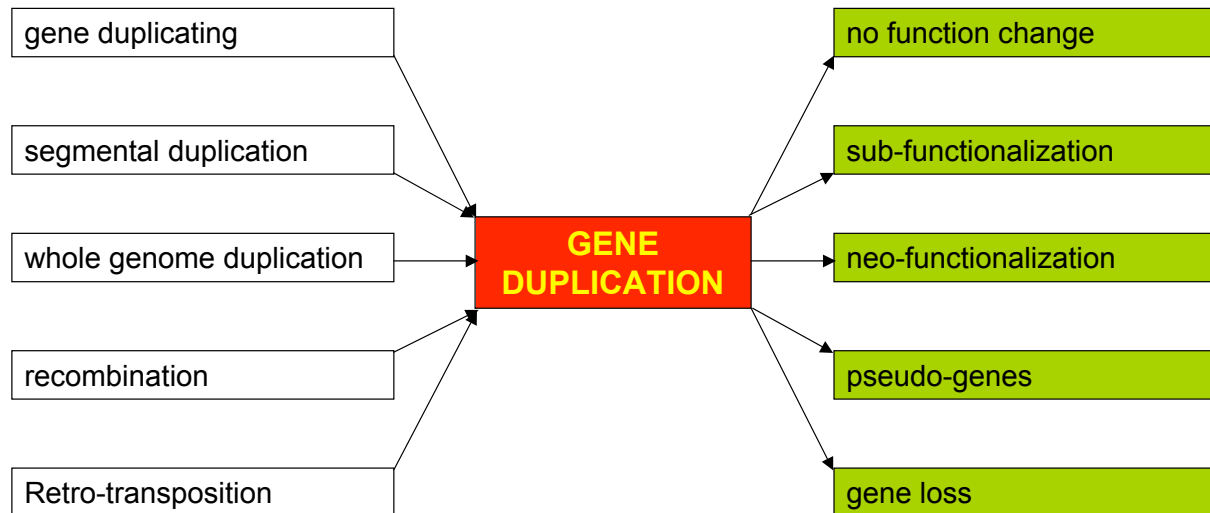 gene duplicating
segmental duplication
whole genome duplication
recombination
Retro-transposition
GENE
DUPLICATION
no function change
sub-functionalization
neo-functionalization
pseudo-genes
gene loss